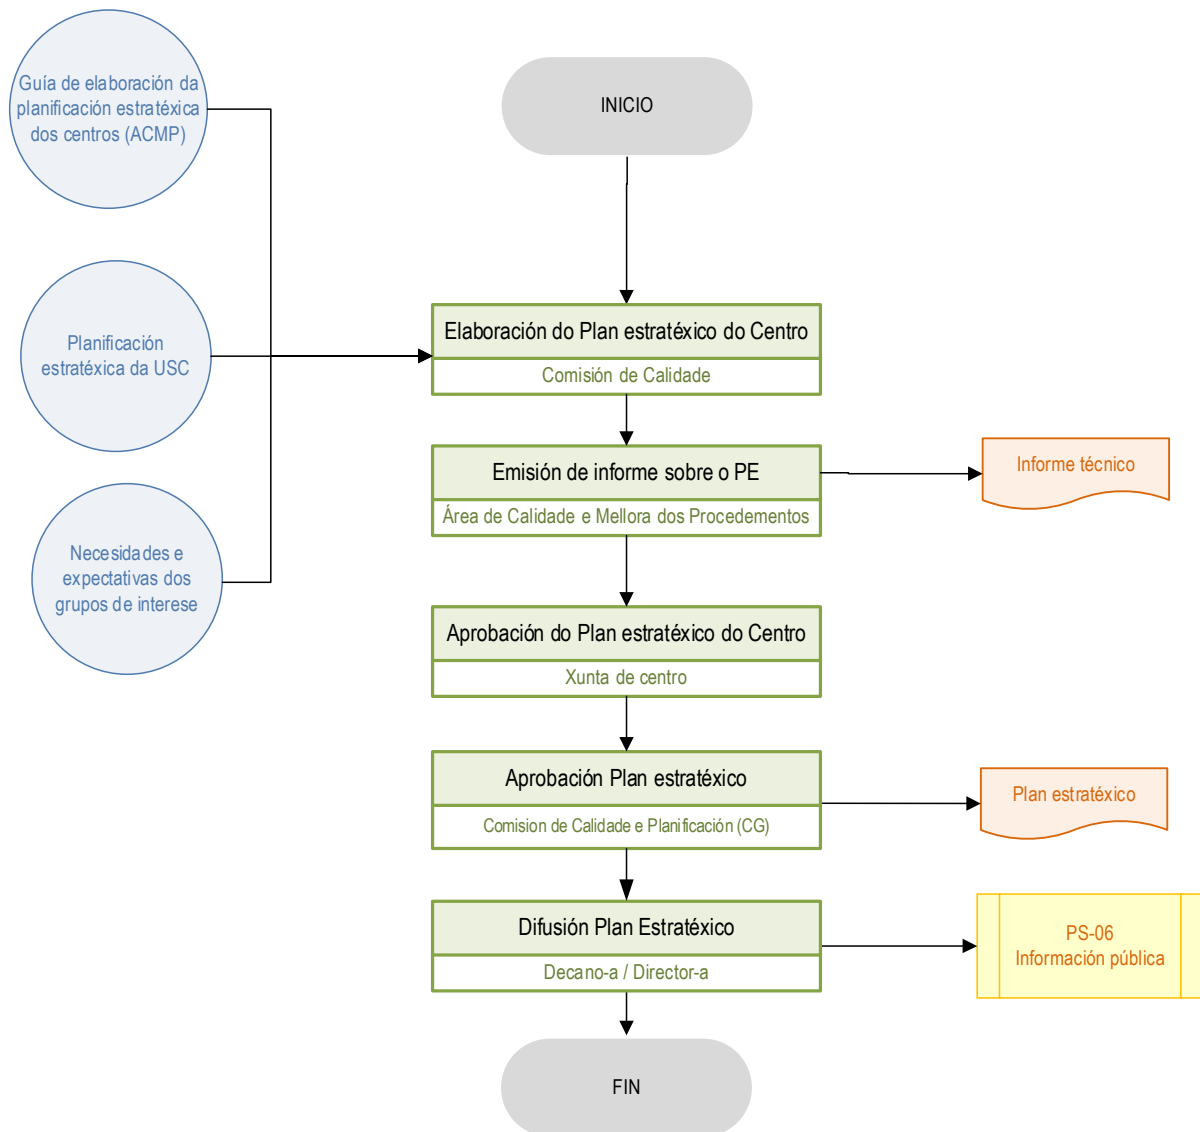 Guía de elaboración da
planificación estratéxica
dos centros (ACMP)
INICIO
Planificación
estratéxica da USC
Elaboración do Plan estratéxico do Centro
Comisión de Calidade
Emisión de informe sobre o PE
Área de Calidade e Mellora dos Procedementos
Informe técnico
Necesidades e
expectativas dos
grupos de interese
Aprobación do Plan estratéxico do Centro
Xunta de centro
Aprobación Plan estratéxico
Comision de Calidade e Planificación (CG)
Plan estratéxico
Difusión Plan Estratéxico
Decano-a / Director-a
PS-06
Información pública
FIN